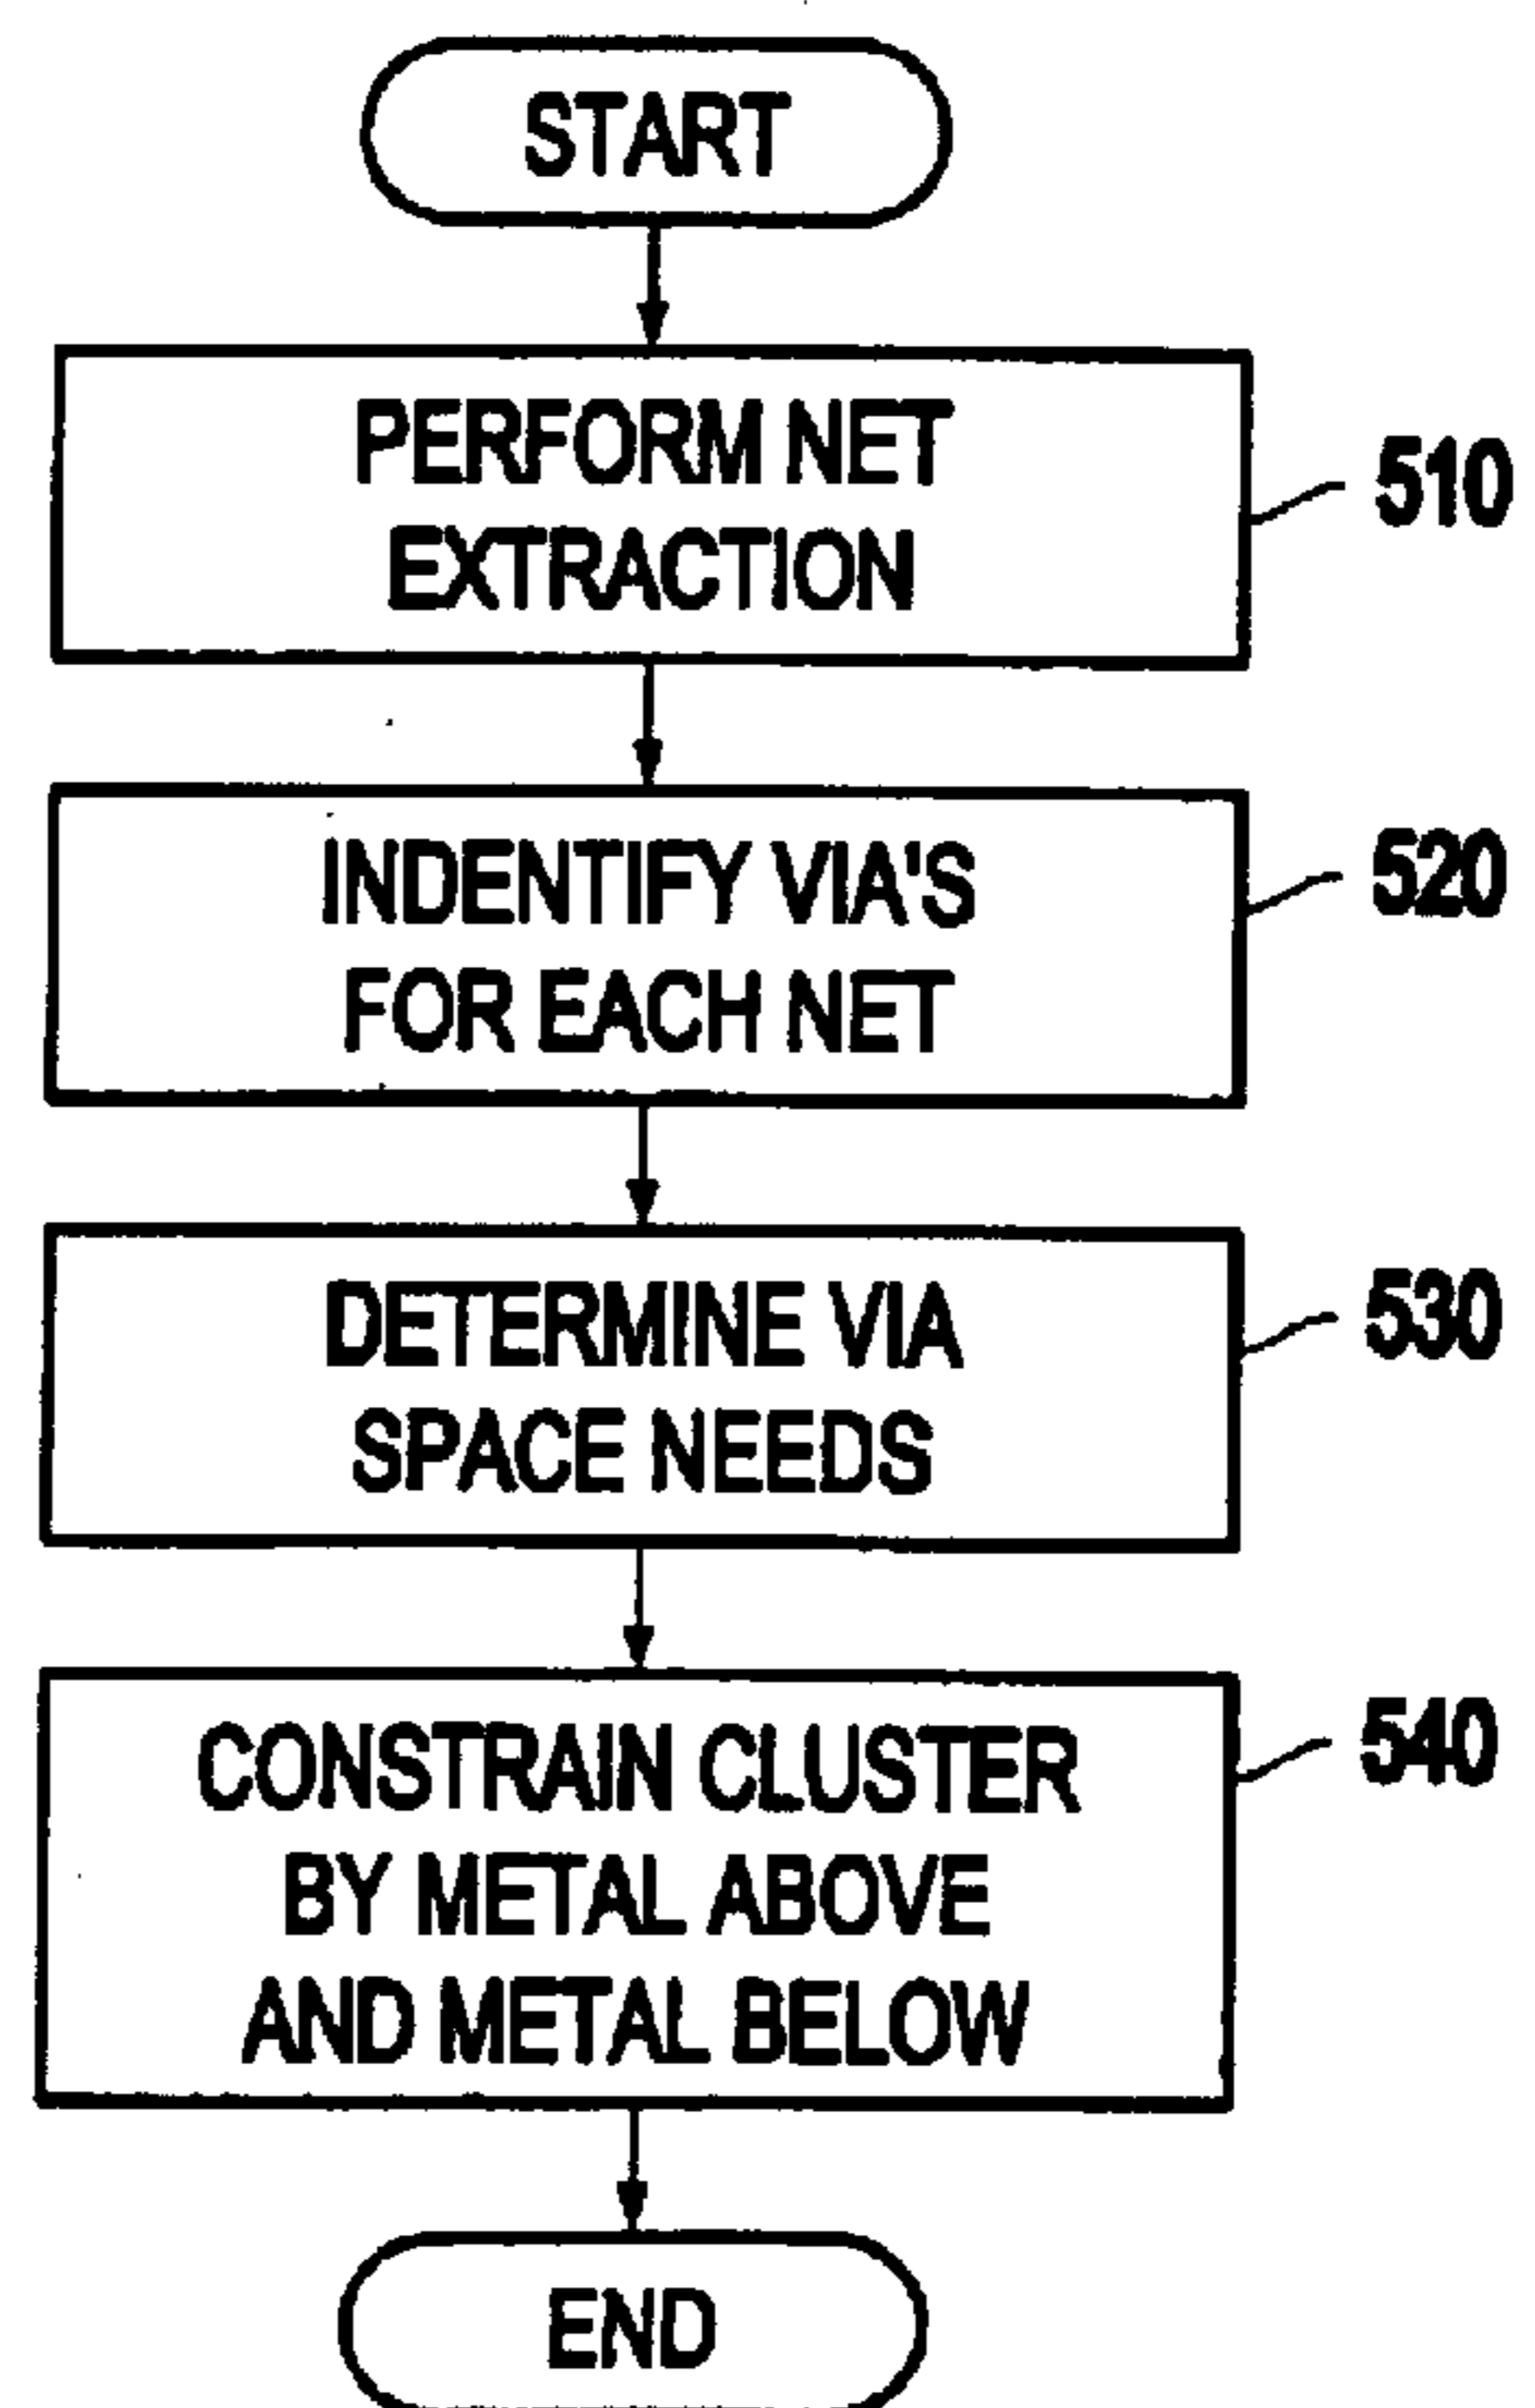 START
PERFORM NET
EXTRACTION
510
INDENTIFY VIA'S
FOR EACH NET
520
DETERMINE VIA
SPACE NEEDS
530
CONSTRAIN CLUSTER
BY METAL ABOVE
AND METAL BELOW
540
END